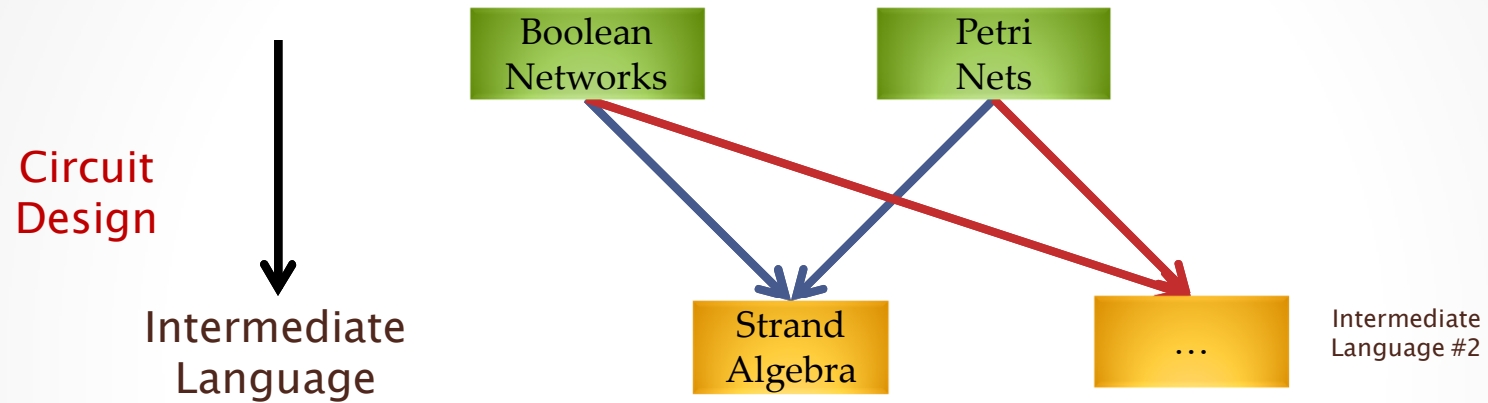 Boolean
Networks
Petri
Nets
Circuit
Design
Intermediate
Language
Strand
Algebra
...
Intermediate
Language #2